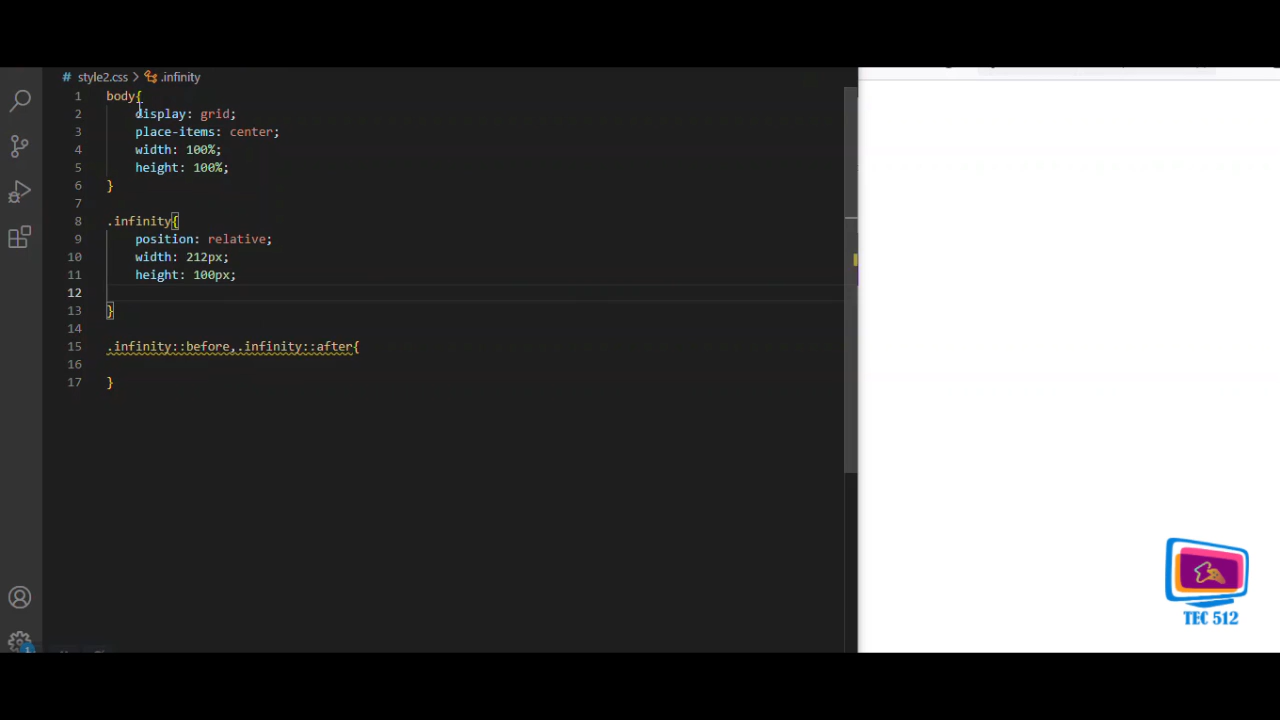 # style2.css > .infinity
1 body{
2 display: grid;
3 place-items: center;
4 width: 100%;
5 height: 100%;
6 }
7
8 .infinity{
9 position: relative;
10 width: 212px;
11 height: 100px;
12
13 }
14
15 .infinity::before,.infinity::after{
16
17 }
1
TEC 512